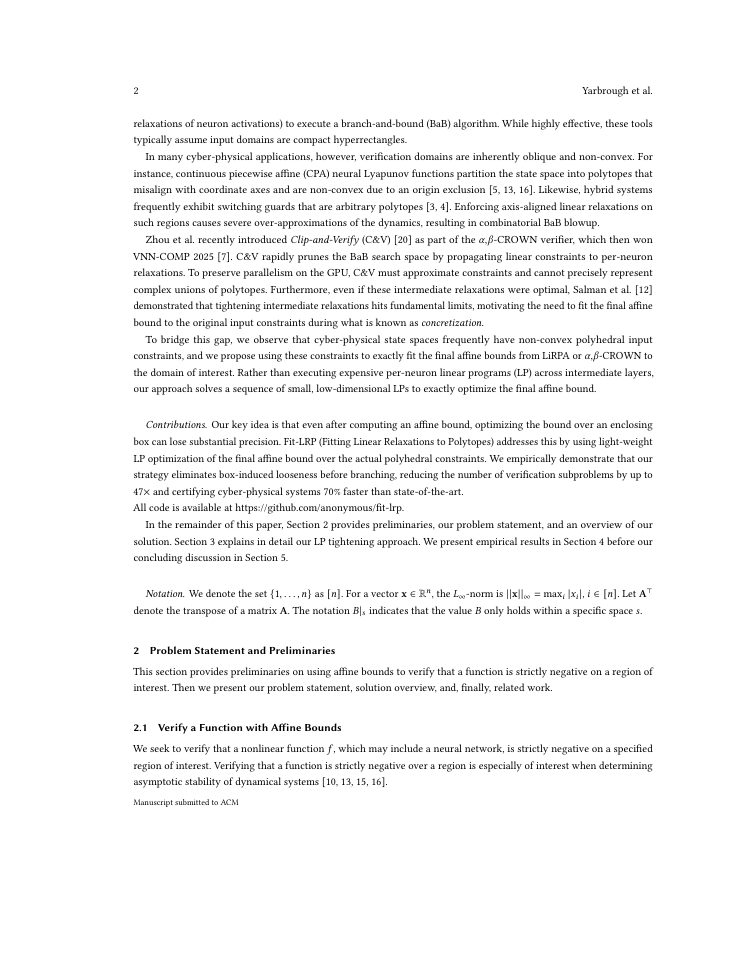 2
Yarbrough et al.
relaxations of neuron activations) to execute a branch-and-bound (BaB) algorithm. While highly effective, these tools
typically assume input domains are compact hyperrectangles.
In many cyber-physical applications, however, verification domains are inherently oblique and non-convex. For
instance, continuous piecewise affine (CPA) neural Lyapunov functions partition the state space into polytopes that
misalign with coordinate axes and are non-convex due to an origin exclusion [5, 13, 16]. Likewise, hybrid systems
frequently exhibit switching guards that are arbitrary polytopes [3, 4]. Enforcing axis-aligned linear relaxations on
such regions causes severe over-approximations of the dynamics, resulting in combinatorial BaB blowup.
Zhou et al. recently introduced Clip-and-Verify (C&V) [20] as part of the α,β-CROWN verifier, which then won
VNN-COMP 2025 [7]. C&V rapidly prunes the BaB search space by propagating linear constraints to per-neuron
relaxations. To preserve parallelism on the GPU, C&V must approximate constraints and cannot precisely represent
complex unions of polytopes. Furthermore, even if these intermediate relaxations were optimal, Salman et al. [12]
demonstrated that tightening intermediate relaxations hits fundamental limits, motivating the need to fit the final affine
bound to the original input constraints during what is known as concretization.
To bridge this gap, we observe that cyber-physical state spaces frequently have non-convex polyhedral input
constraints, and we propose using these constraints to exactly fit the final affine bounds from LiRPA or α,β-CROWN to
the domain of interest. Rather than executing expensive per-neuron linear programs (LP) across intermediate layers,
our approach solves a sequence of small, low-dimensional LPs to exactly optimize the final affine bound.
Contributions. Our key idea is that even after computing an affine bound, optimizing the bound over an enclosing
box can lose substantial precision. Fit-LRP (Fitting Linear Relaxations to Polytopes) addresses this by using light-weight
LP optimization of the final affine bound over the actual polyhedral constraints. We empirically demonstrate that our
strategy eliminates box-induced looseness before branching, reducing the number of verification subproblems by up to
47× and certifying cyber-physical systems 70% faster than state-of-the-art.
All code is available at https://github.com/anonymous/fit-lrp.
In the remainder of this paper, Section 2 provides preliminaries, our problem statement, and an overview of our
solution. Section 3 explains in detail our LP tightening approach. We present empirical results in Section 4 before our
concluding discussion in Section 5.
Notation. We denote the set {1, . . . , n} as [n]. For a vector x ∈ ℝⁿ, the L∞-norm is ||x||∞ = maxᵢ |xᵢ|, i ∈ [n]. Let A⊤
denote the transpose of a matrix A. The notation B|ₛ indicates that the value B only holds within a specific space s.
2 Problem Statement and Preliminaries
This section provides preliminaries on using affine bounds to verify that a function is strictly negative on a region of
interest. Then we present our problem statement, solution overview, and, finally, related work.
2.1 Verify a Function with Affine Bounds
We seek to verify that a nonlinear function f, which may include a neural network, is strictly negative on a specified
region of interest. Verifying that a function is strictly negative over a region is especially of interest when determining
asymptotic stability of dynamical systems [10, 13, 15, 16].
Manuscript submitted to ACM